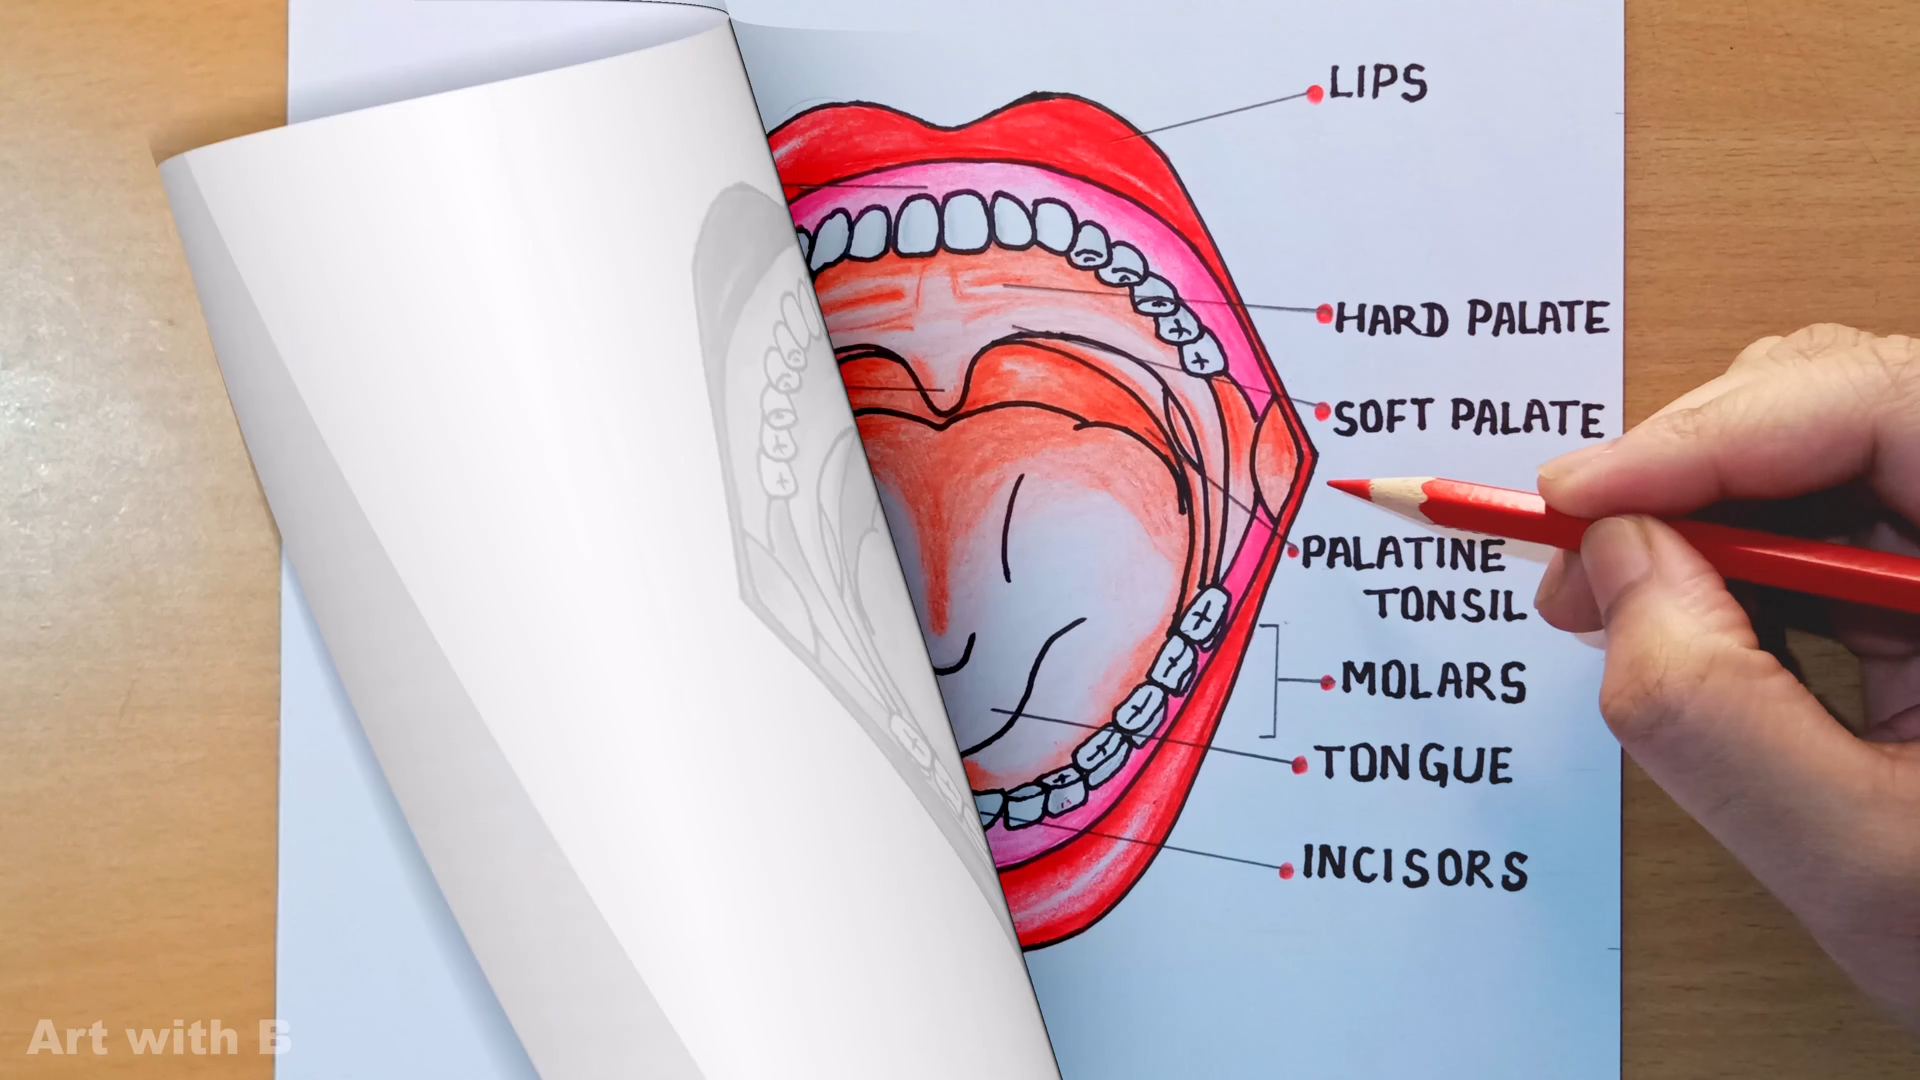 LIPS
HARD PALATE
SOFT PALATE
PALATINE
TONSIL
MOLARS
TONGUE
INCISORS
Art with B